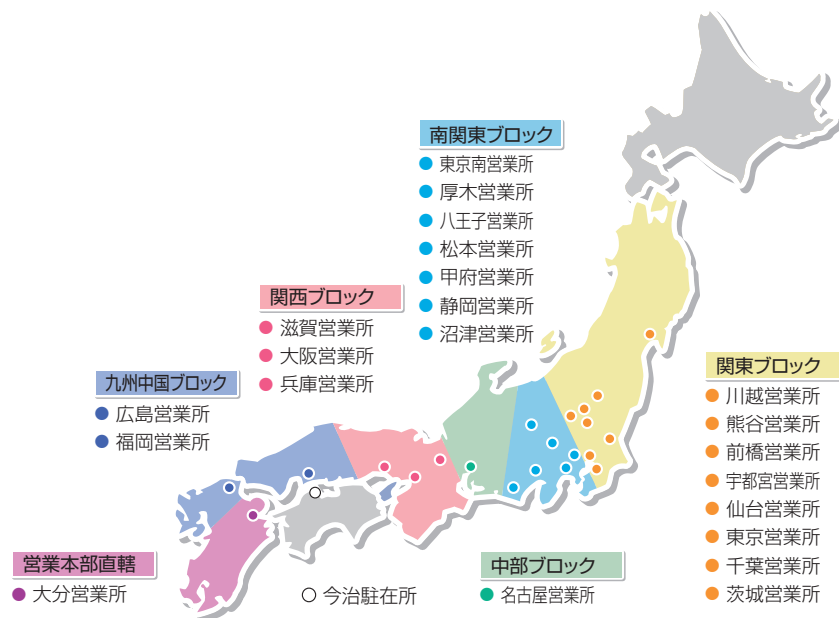 南関東ブロック
東京南営業所
厚木営業所
八王子営業所
松本営業所
甲府営業所
静岡営業所
沼津営業所
関西ブロック
滋賀営業所
大阪営業所
兵庫営業所
九州中国ブロック
広島営業所
福岡営業所
関東ブロック
川越営業所
熊谷営業所
前橋営業所
宇都宮営業所
仙台営業所
東京営業所
千葉営業所
茨城営業所
営業本部直轄
大分営業所
今治駐在所
中部ブロック
名古屋営業所